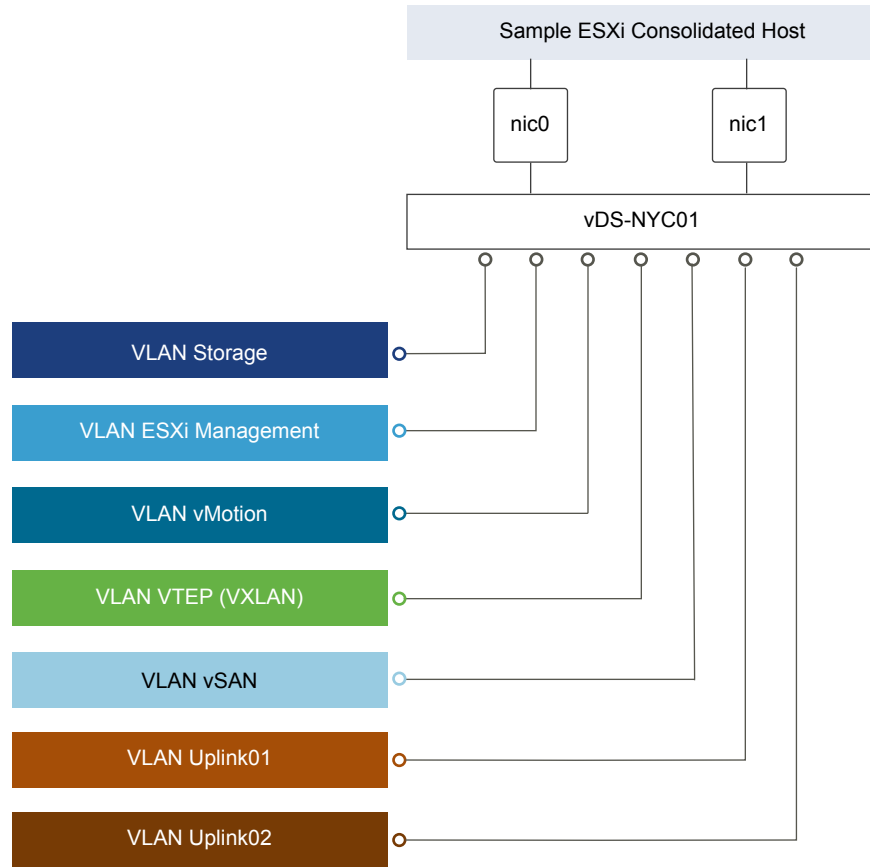 Sample ESXi Consolidated Host
nic0
nic1
vDS-NYC01
VLAN Storage
VLAN ESXi Management
VLAN vMotion
VLAN VTEP (VXLAN)
VLAN vSAN
VLAN Uplink01
VLAN Uplink02